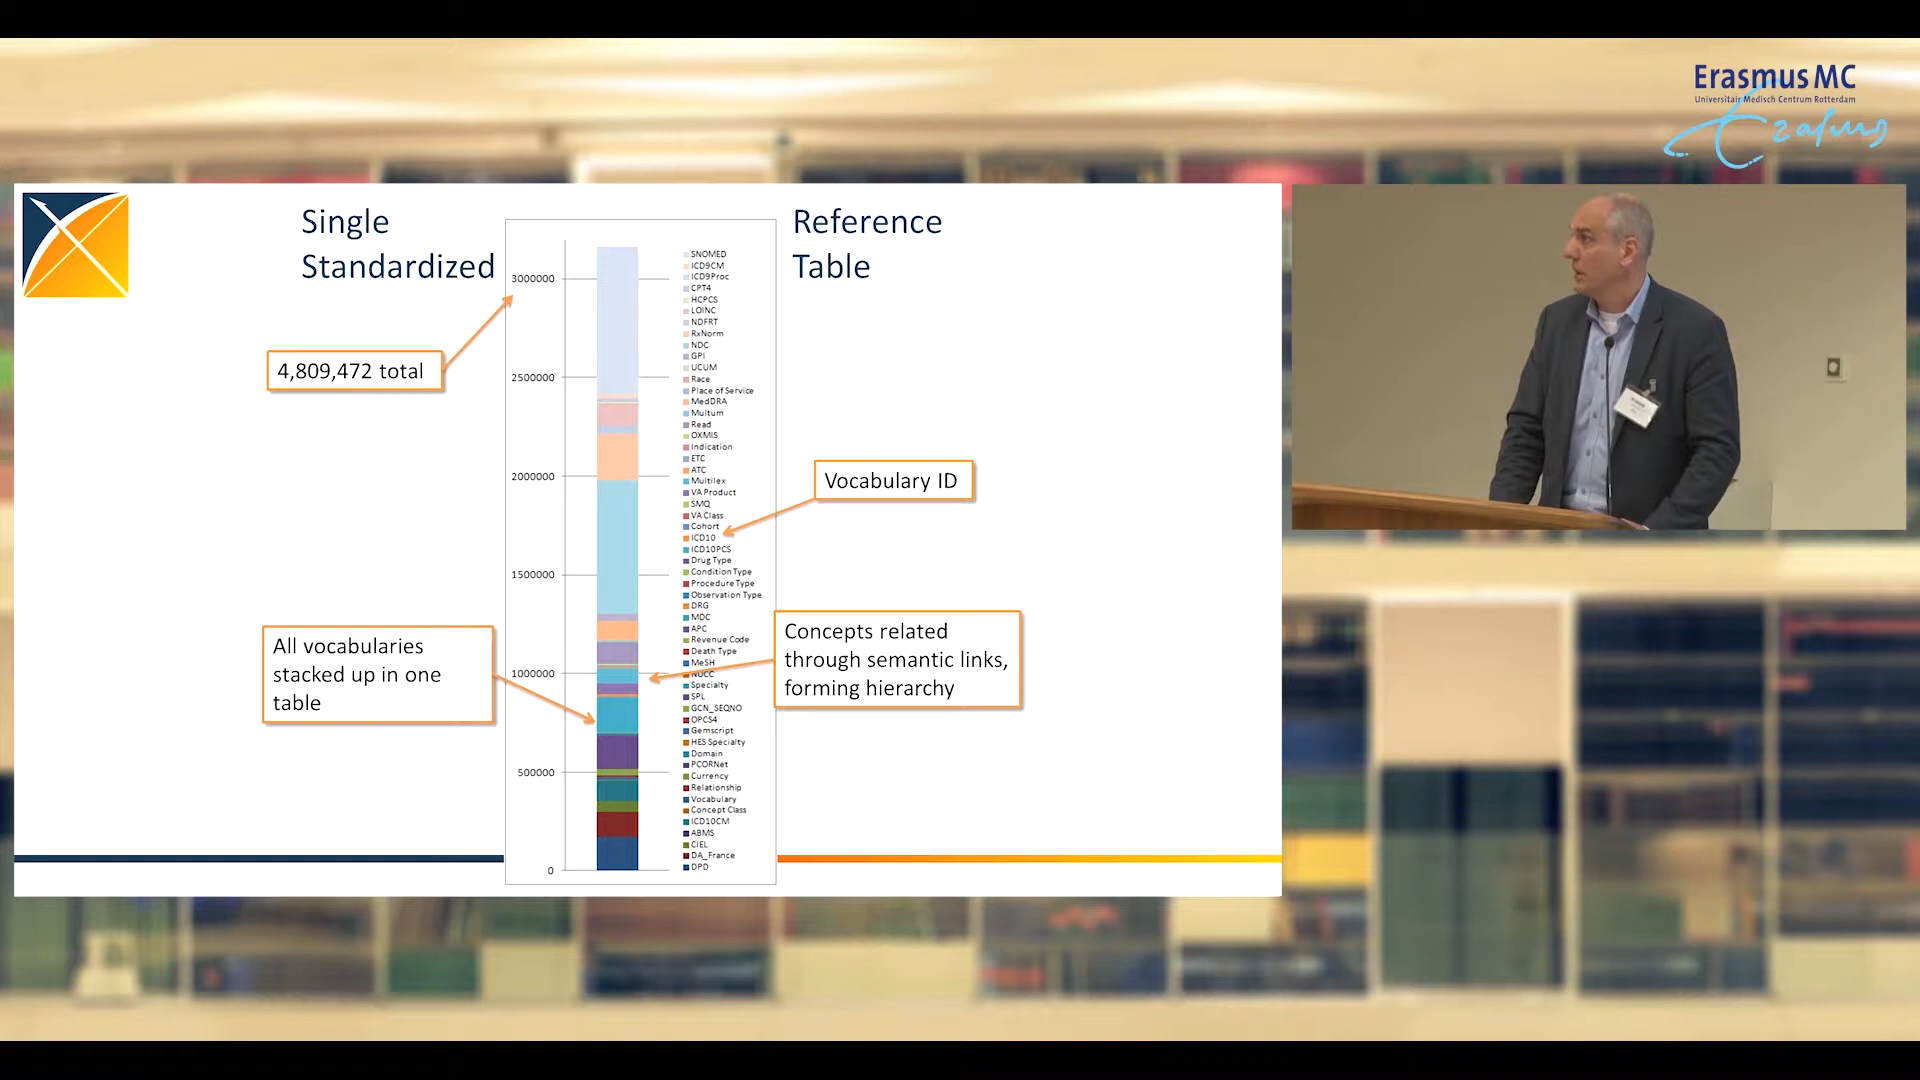 Erasmus MC
Universitair Medisch Centrum Rotterdam
Erasmus
Single
Standardized
Reference
Table
4,809,472 total
Vocabulary ID
All vocabularies
stacked up in one
table
Concepts related
through semantic links,
forming hierarchy
3000000
2500000
2000000
1500000
1000000
500000
0
SNOMED
ICD9CM
ICD9Proc
CPT4
HCPCS
LOINC
NDFRT
RxNorm
NDC
GPI
UCUM
Race
Place of Service
MedDRA
Multum
Read
OXMIS
Indication
ETC
ATC
Multilex
VA Product
SMQ
VA Class
Cohort
ICD10
ICD10PCS
Drug Type
Condition Type
Procedure Type
Observation Type
DRG
MDC
APC
Revenue Code
Death Type
MeSH
NUCC
Specialty
SPL
GCN_SEQNO
OPCS4
Gemscript
HES Specialty
Domain
PCORNet
Currency
Relationship
Vocabulary
Concept Class
ICD10CM
ABMS
CIEL
DA_France
DPD